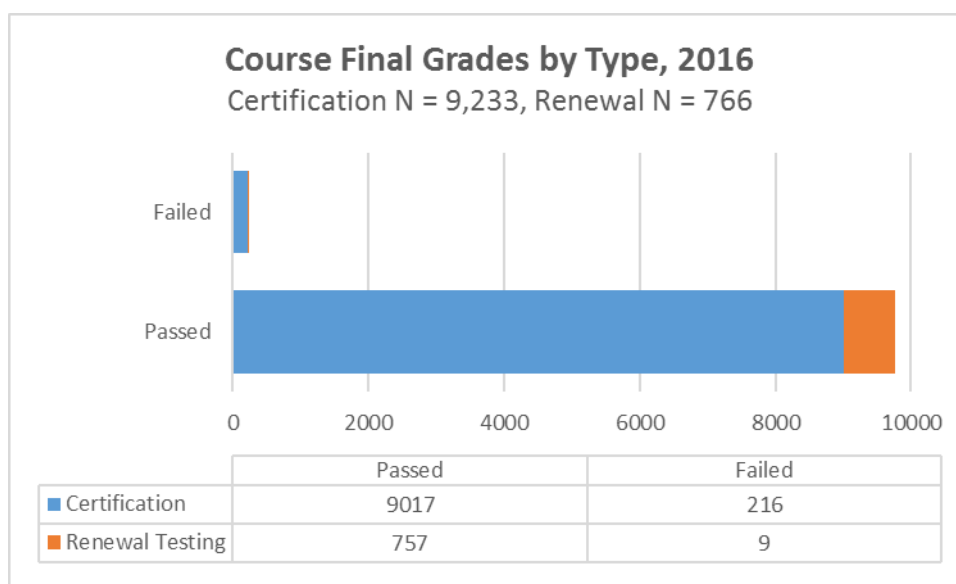 Course Final Grades by Type, 2016
Certification N = 9,233, Renewal N = 766
Failed
Passed
0 2000 4000 6000 8000 10000
Passed Failed
Certification 9017 216
Renewal Testing 757 9